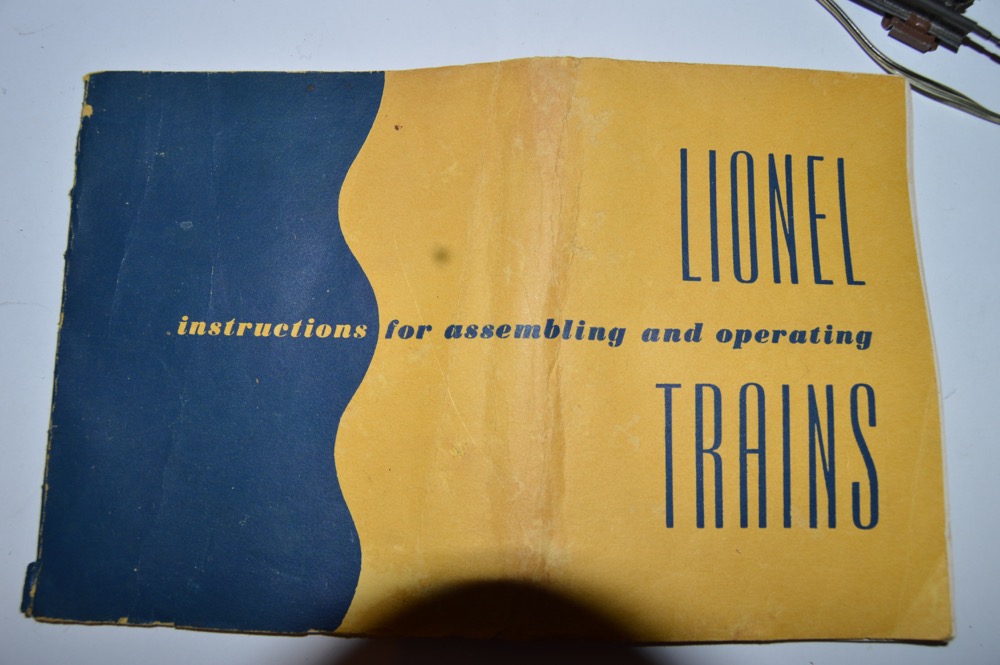 LIONEL
instructions for assembling and operating
TRAINS